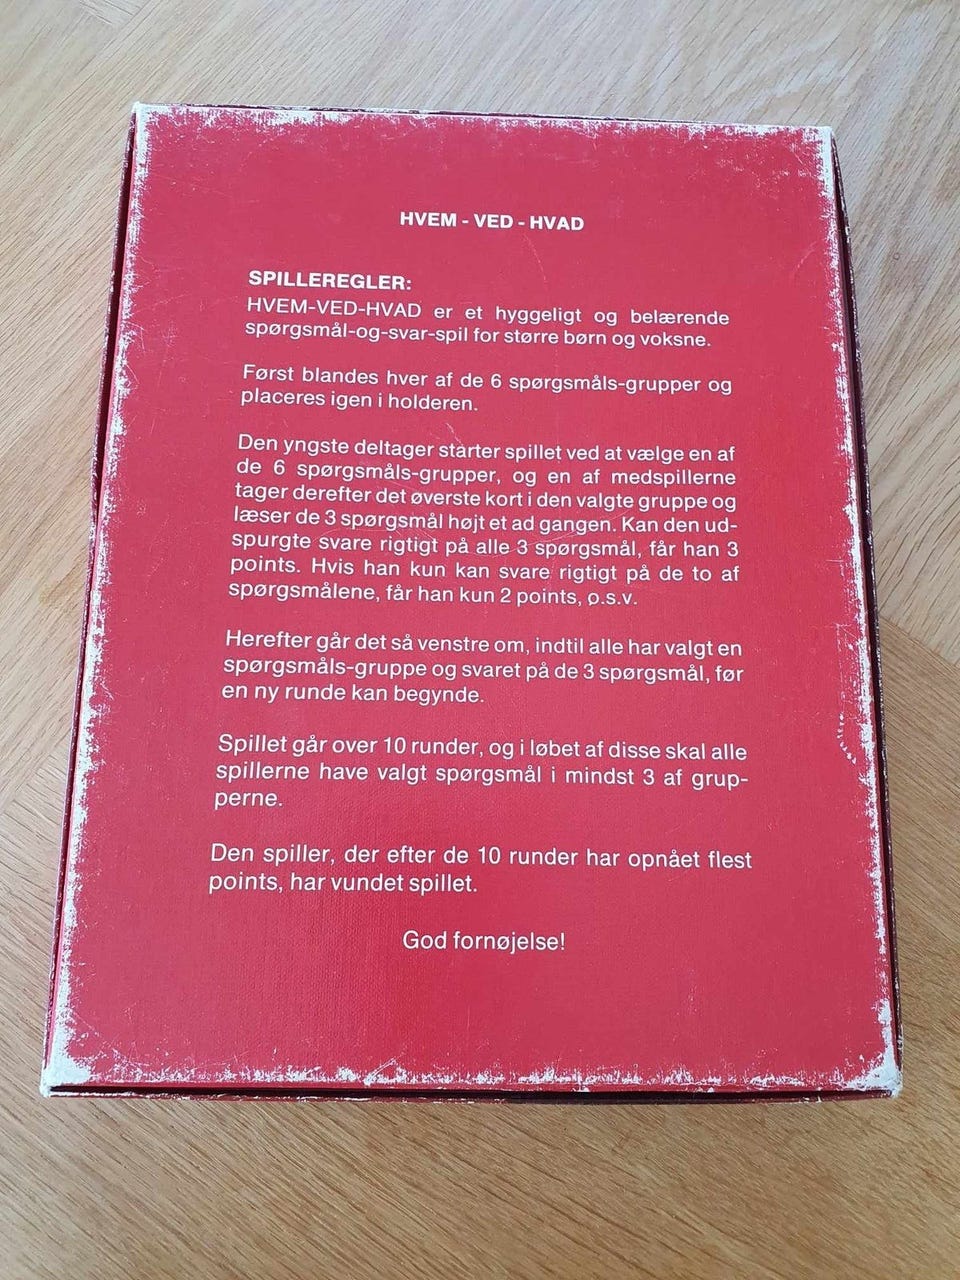 HVEM - VED - HVAD
SPILLEREGLER:
HVEM-VED-HVAD er et hyggeligt og belærende
spørgsmål-og-svar-spil for større børn og voksne.
Først blandes hver af de 6 spørgsmåls-grupper og
placeres igen i holderen.
Den yngste deltager starter spillet ved at vælge en af
de 6 spørgsmåls-grupper, og en af medspillerne
tager derefter det øverste kort i den valgte gruppe og
læser de 3 spørgsmål højt et ad gangen. Kan den ud-
spurgte svare rigtigt på alle 3 spørgsmål, får han 3
points. Hvis han kun kan svare rigtigt på de to af
spørgsmålene, får han kun 2 points, o.s.v.
Herefter går det så venstre om, indtil alle har valgt en
spørgsmåls-gruppe og svaret på de 3 spørgsmål, før
en ny runde kan begynde.
Spillet går over 10 runder, og i løbet af disse skal alle
spillerne have valgt spørgsmål i mindst 3 af grup-
perne.
Den spiller, der efter de 10 runder har opnået flest
points, har vundet spillet.
God fornøjelse!